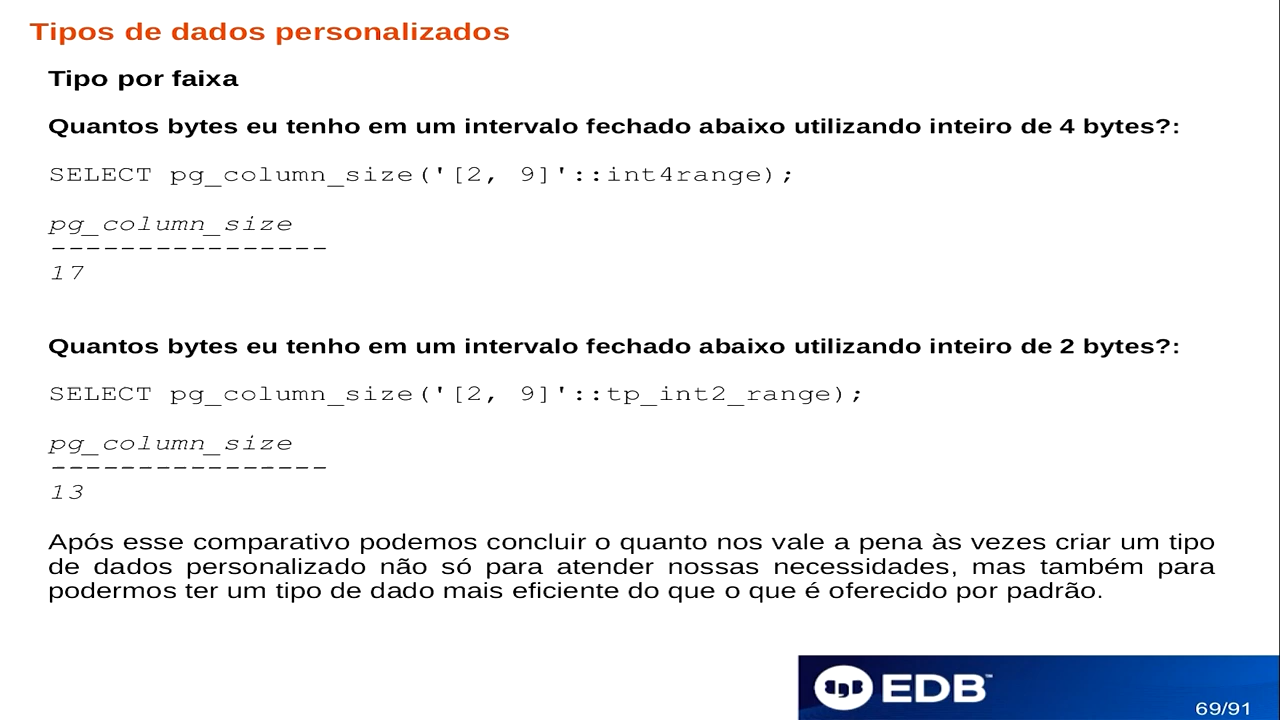 Tipos de dados personalizados
Tipo por faixa
Quantos bytes eu tenho em um intervalo fechado abaixo utilizando inteiro de 4 bytes?:
SELECT pg_column_size('[2, 9]'::int4range);
pg_column_size
----------------
17
Quantos bytes eu tenho em um intervalo fechado abaixo utilizando inteiro de 2 bytes?:
SELECT pg_column_size('[2, 9]'::tp_int2_range);
pg_column_size
----------------
13
Após esse comparativo podemos concluir o quanto nos vale a pena às vezes criar um tipo
de dados personalizado não só para atender nossas necessidades, mas também para
podermos ter um tipo de dado mais eficiente do que o que é oferecido por padrão.
EDB™
69/91